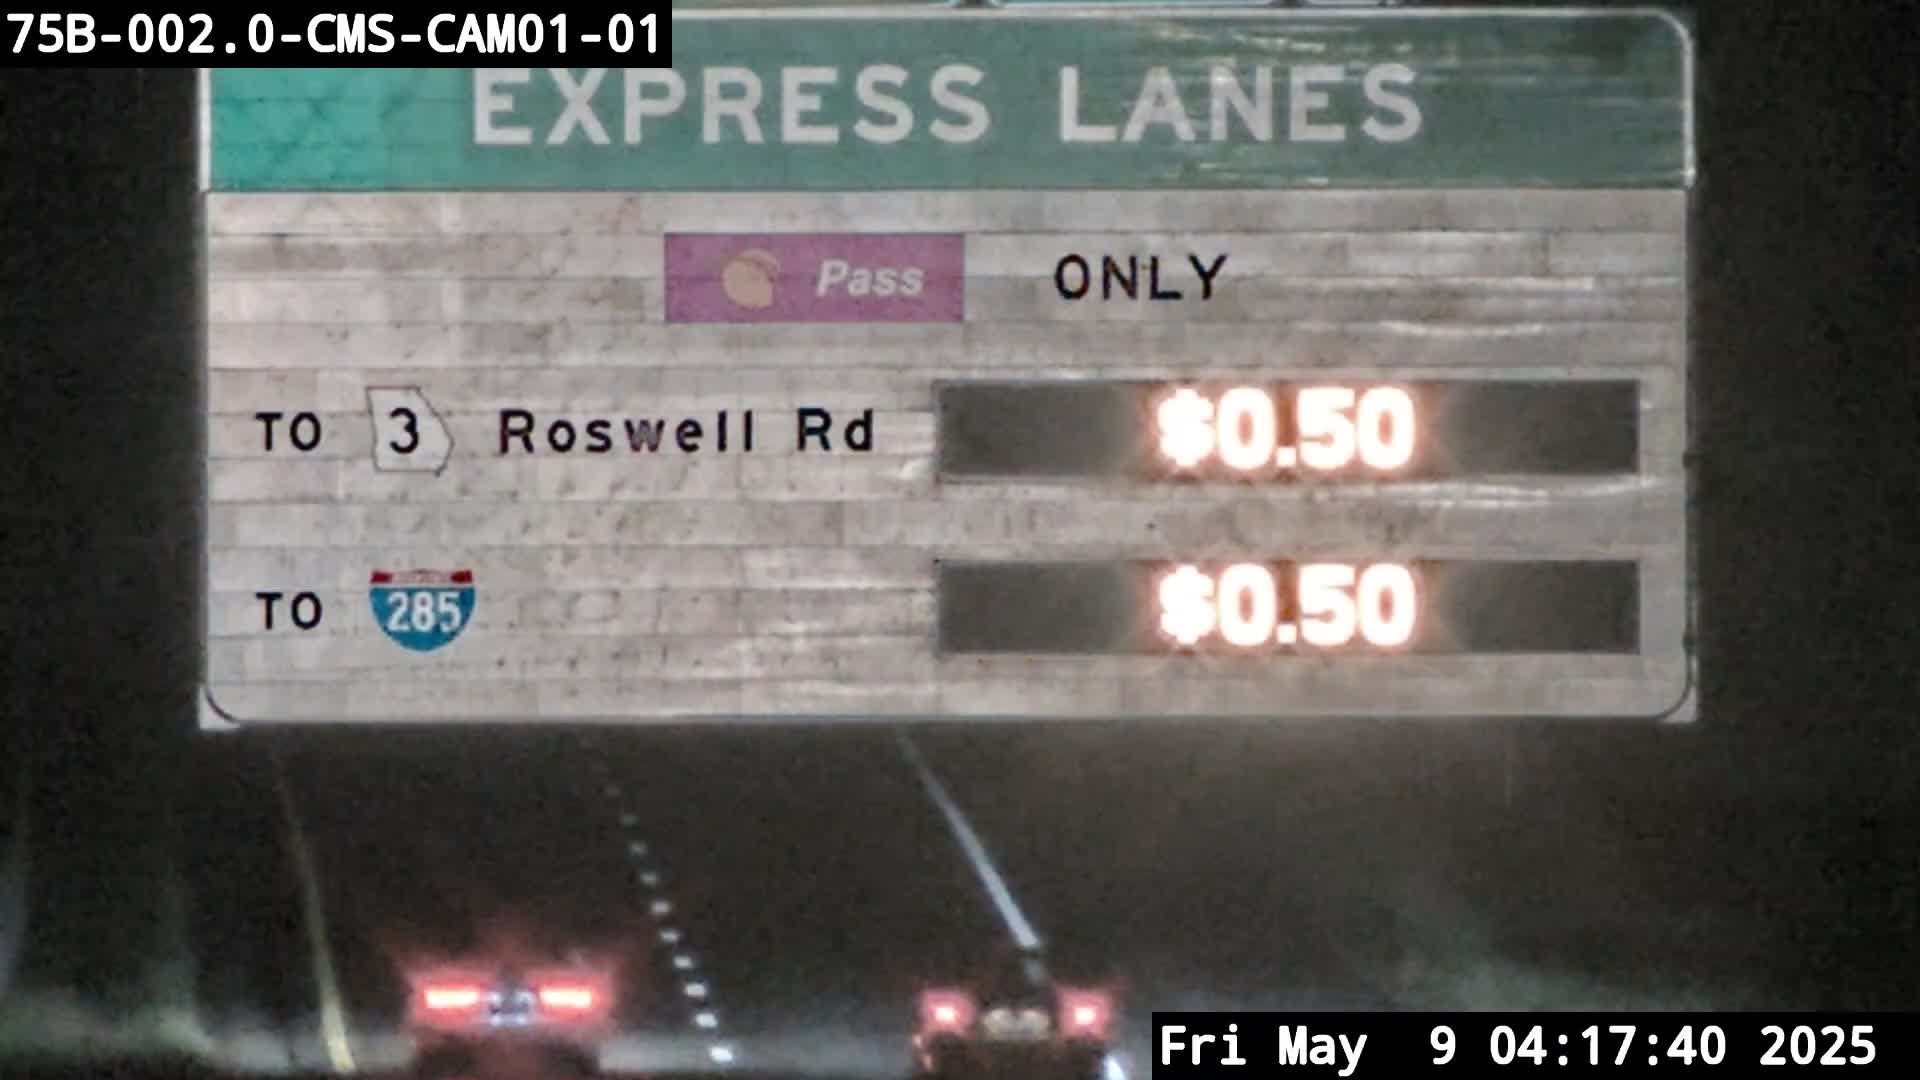 75B-002.0-CMS-CAM01-01
EXPRESS LANES
Pass ONLY
TO 3 Roswell Rd $0.50
TO 285 $0.50
Fri May 9 04:17:40 2025